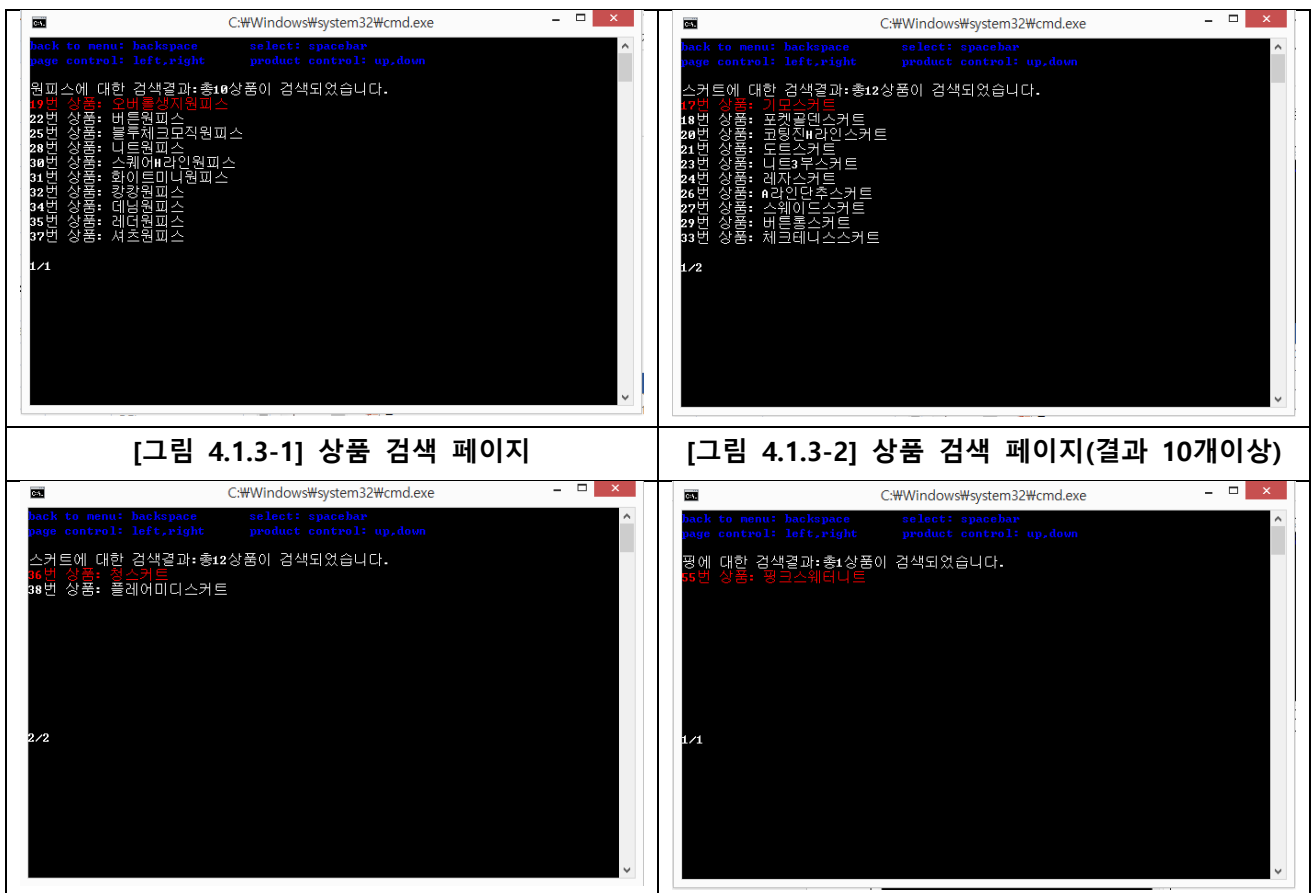 C:₩Windows₩system32₩cmd.exe
back to menu: backspace select: spacebar
page control: left,right product control: up,down
원피스에 대한 검색결과:총10상품이 검색되었습니다.
19번 상품: 오버롤생지원피스
22번 상품: 버튼원피스
25번 상품: 블루체크모직원피스
28번 상품: 니트원피스
30번 상품: 스퀘어H라인원피스
31번 상품: 화이트미니원피스
32번 상품: 캉캉원피스
34번 상품: 데님원피스
35번 상품: 레더원피스
37번 상품: 셔츠원피스
1/1
C:₩Windows₩system32₩cmd.exe
back to menu: backspace select: spacebar
page control: left,right product control: up,down
스커트에 대한 검색결과:총12상품이 검색되었습니다.
17번 상품: 기모스커트
18번 상품: 포켓골덴스커트
20번 상품: 코팅진H라인스커트
21번 상품: 도트스커트
23번 상품: 니트3부스커트
24번 상품: 레자스커트
26번 상품: A라인단추스커트
27번 상품: 스웨이드스커트
29번 상품: 버튼롱스커트
33번 상품: 체크테니스스커트
1/2
[그림 4.1.3-1] 상품 검색 페이지
[그림 4.1.3-2] 상품 검색 페이지(결과 10개이상)
C:₩Windows₩system32₩cmd.exe
back to menu: backspace select: spacebar
page control: left,right product control: up,down
스커트에 대한 검색결과:총12상품이 검색되었습니다.
36번 상품: 청스커트
38번 상품: 플레어미디스커트
2/2
C:₩Windows₩system32₩cmd.exe
back to menu: backspace select: spacebar
page control: left,right product control: up,down
핑에 대한 검색결과:총1상품이 검색되었습니다.
55번 상품: 핑크스웨터니트
1/1